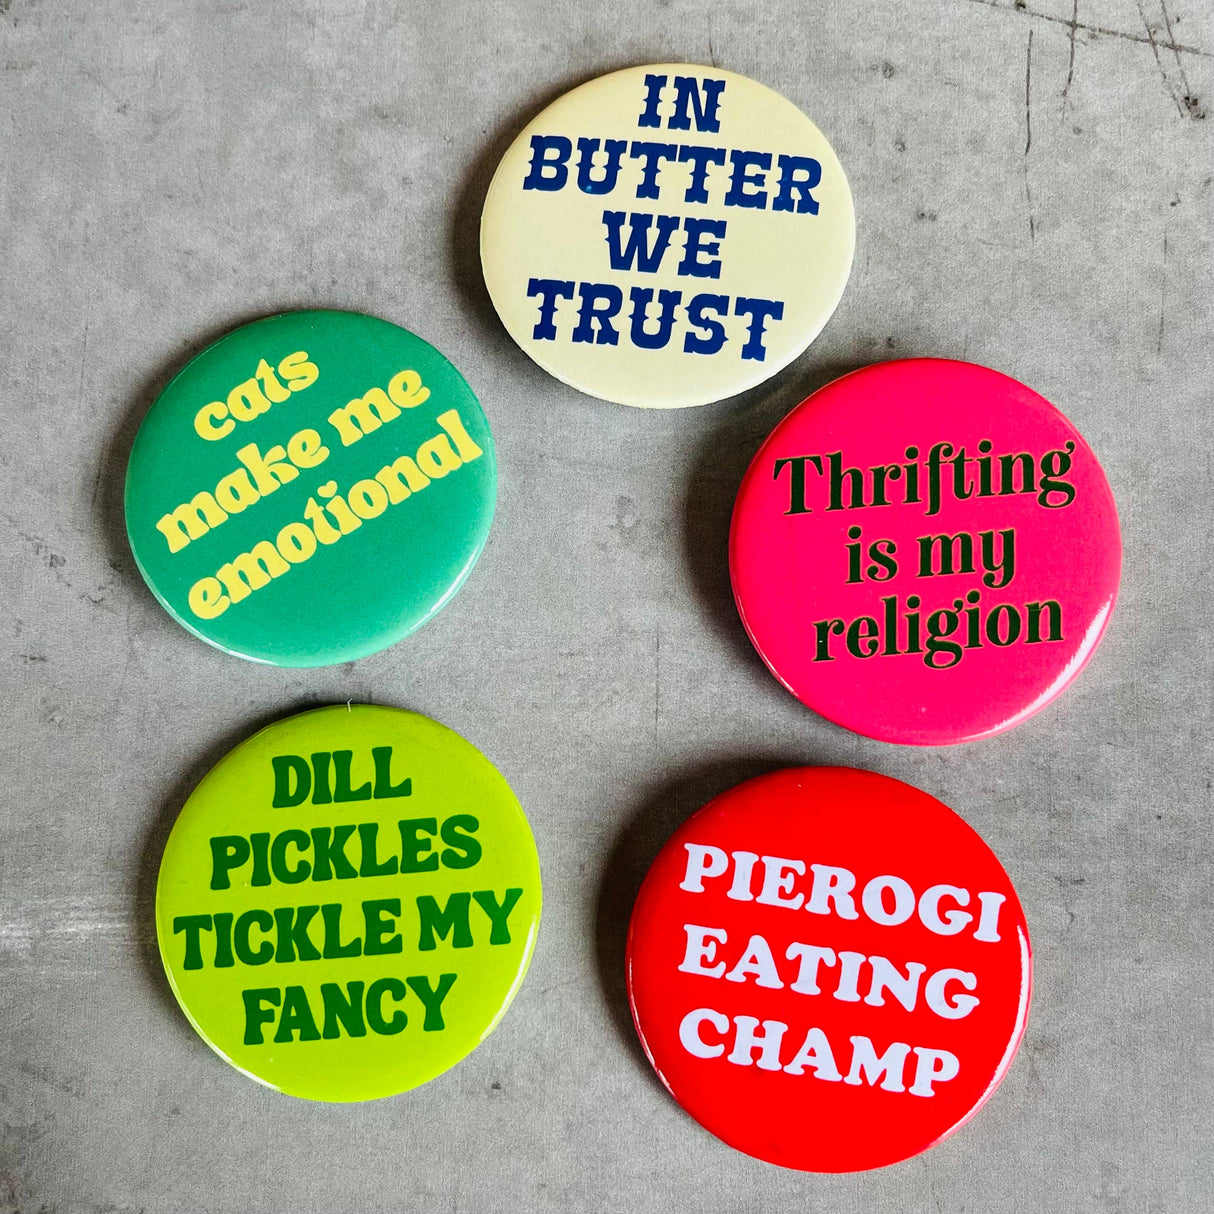 IN
BUTTER
WE
TRUST
cats
make me
emotional
Thrifting
is my
religion
DILL
PICKLES
TICKLE MY
FANCY
PIEROGI
EATING
CHAMP